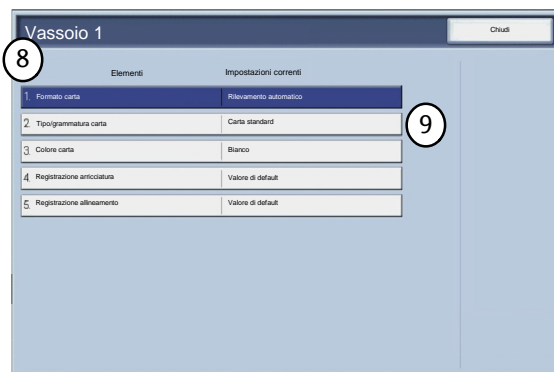 Vassoio 1
Chiudi
8
Elementi Impostazioni correnti
1. Formato carta Rilevamento automatico
2. Tipo/grammatura carta Carta standard
9
3. Colore carta Bianco
4. Registrazione arricciatura Valore di default
5. Registrazione allineamento Valore di default